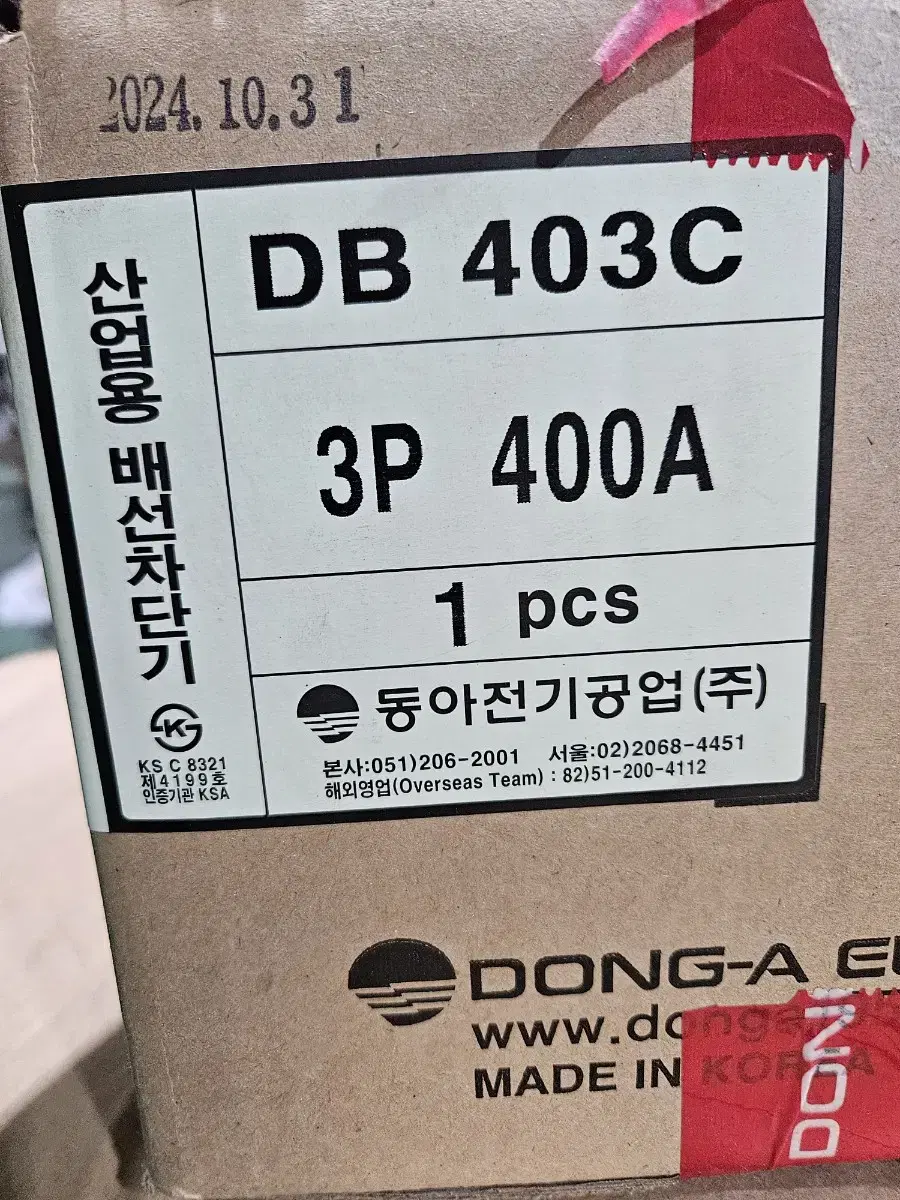 2024.10.31
산업용 배선차단기
KS C 8321
제4199호
인증기관 KSA
DB 403C
3P 400A
1 pcs
동아전기공업(주)
본사:051)206-2001 서울:02)2068-4451
해외영업(Overseas Team) : 82)51-200-4112
DONG-A
www.donga
MADE IN KOREA